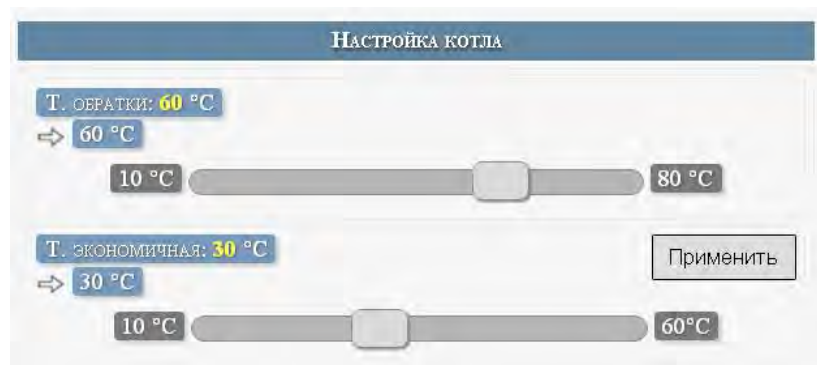 Настройка котла
Т. обратки: 60 °C
⇨ 60 °C
10 °C 80 °C
Т. экономичная: 30 °C
Применить
⇨ 30 °C
10 °C 60°C